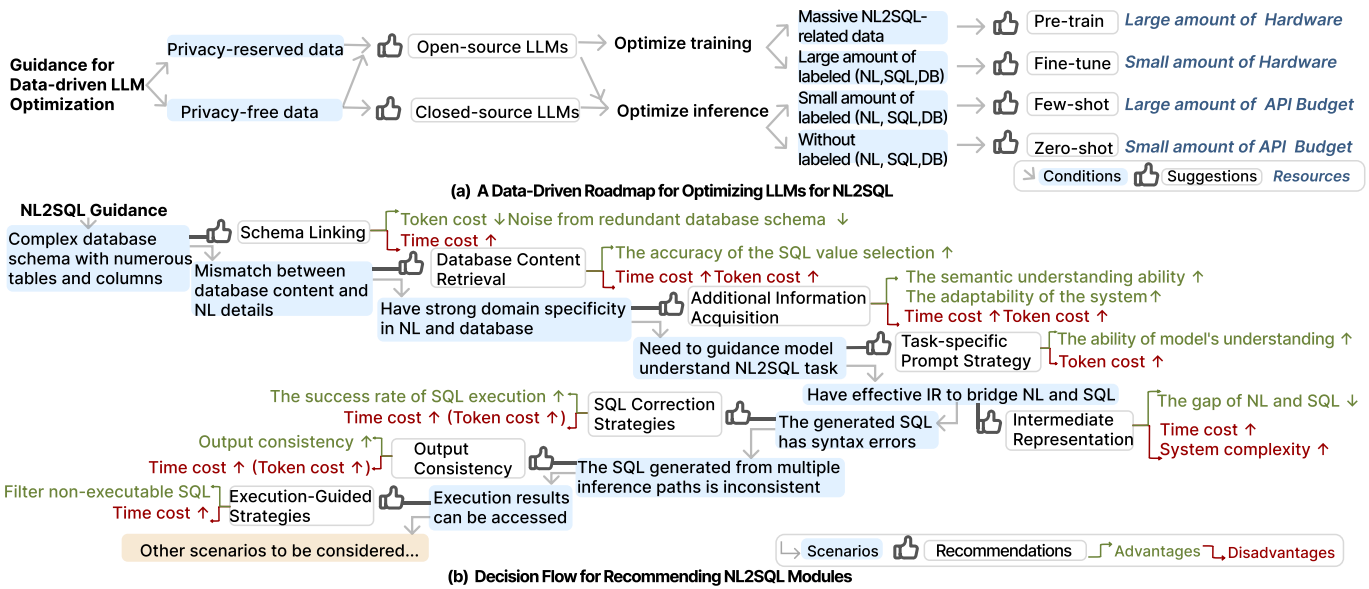 Guidance for
Data-driven LLM
Optimization
Privacy-reserved data
Privacy-free data
Open-source LLMs
Closed-source LLMs
Optimize training
Optimize inference
Massive NL2SQL-
related data
Large amount of
labeled (NL,SQL,DB)
Small amount of
labeled (NL, SQL,DB)
Without
labeled (NL, SQL,DB)
Pre-train
Large amount of Hardware
Fine-tune
Small amount of Hardware
Few-shot
Large amount of API Budget
Zero-shot
Small amount of API Budget
Conditions
Suggestions
Resources
(a) A Data-Driven Roadmap for Optimizing LLMs for NL2SQL
NL2SQL Guidance
Complex database
schema with numerous
tables and columns
Schema Linking
Token cost ↓ Noise from redundant database schema ↓
Time cost ↑
Mismatch between
database content and
NL details
Database Content
Retrieval
The accuracy of the SQL value selection ↑
Time cost ↑ Token cost ↑
Have strong domain specificity
in NL and database
Additional Information
Acquisition
The semantic understanding ability ↑
The adaptability of the system ↑
Time cost ↑ Token cost ↑
Need to guidance model
understand NL2SQL task
Task-specific
Prompt Strategy
The ability of model's understanding ↑
Token cost ↑
Have effective IR to bridge NL and SQL
Intermediate
Representation
The gap of NL and SQL ↓
Time cost ↑
System complexity ↑
The generated SQL
has syntax errors
SQL Correction
Strategies
The success rate of SQL execution ↑
Time cost ↑ (Token cost ↑)
The SQL generated from multiple
inference paths is inconsistent
Output
Consistency
Output consistency ↑
Time cost ↑ (Token cost ↑)
Execution results
can be accessed
Execution-Guided
Strategies
Filter non-executable SQL
Time cost ↑
Other scenarios to be considered...
Scenarios
Recommendations
Advantages
Disadvantages
(b) Decision Flow for Recommending NL2SQL Modules